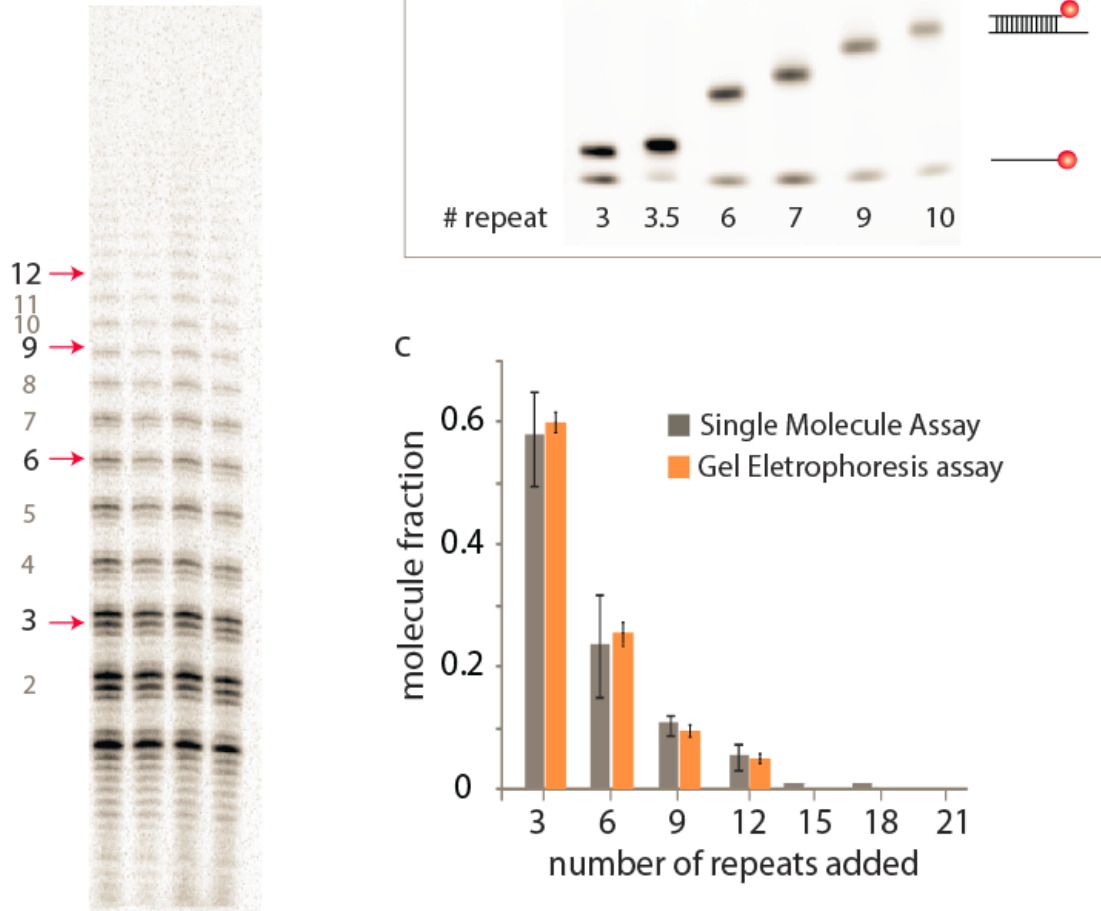 12
11
10
9
8
7
6
5
4
3
2
# repeat 3 3.5 6 7 9 10
C
molecule fraction
0.6
0.4
0.2
0
Single Molecule Assay
Gel Eletrophoresis assay
3 6 9 12 15 18 21
number of repeats added